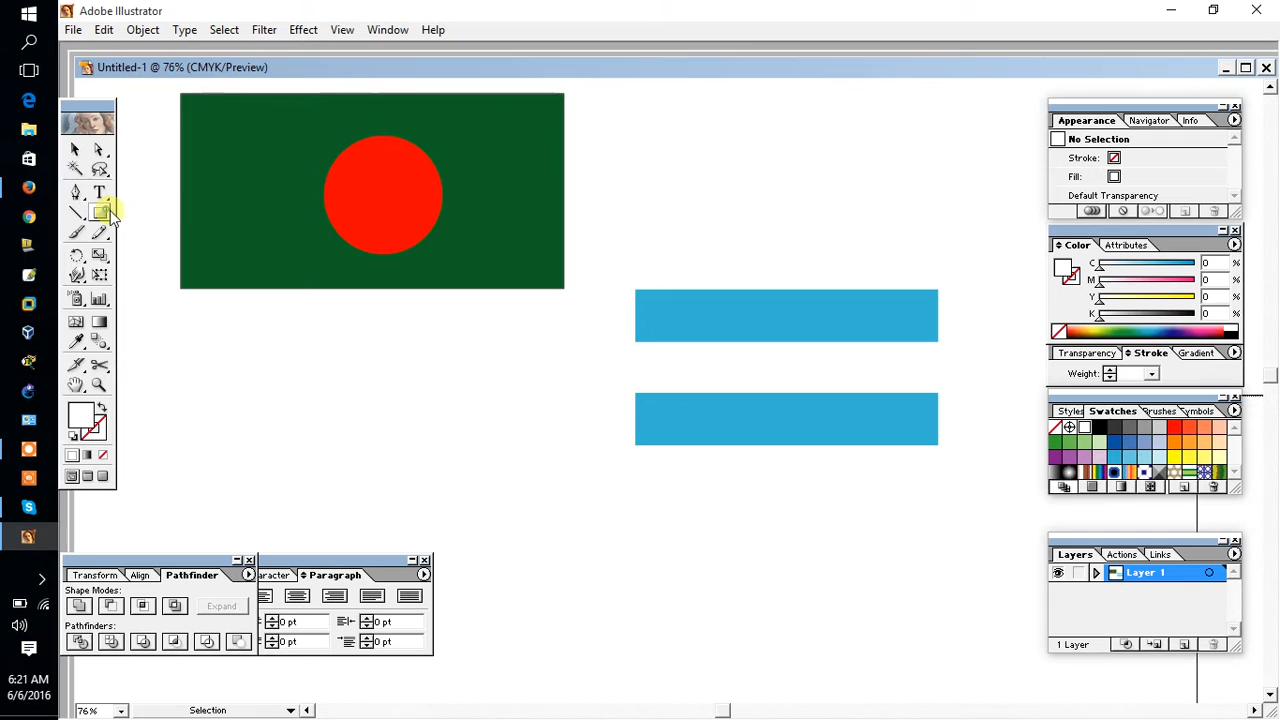 Adobe Illustrator
File Edit Object Type Select Filter Effect View Window Help
Untitled-1 @ 76% (CMYK/Preview)
Appearance Navigator Info
No Selection
Stroke:
Fill:
Default Transparency
Color Attributes
C 0 %
M 0 %
Y 0 %
K 0 %
Transparency Stroke Gradient
Weight:
Styles Swatches Brushes Symbols
T
Layers Actions Links
Layer 1
1 Layer
Transform Align Pathfinder
Shape Modes:
Expand
Pathfinders:
aracter Paragraph
0 pt 0 pt
0 pt 0 pt
6:21 AM
6/6/2016
76% Selection